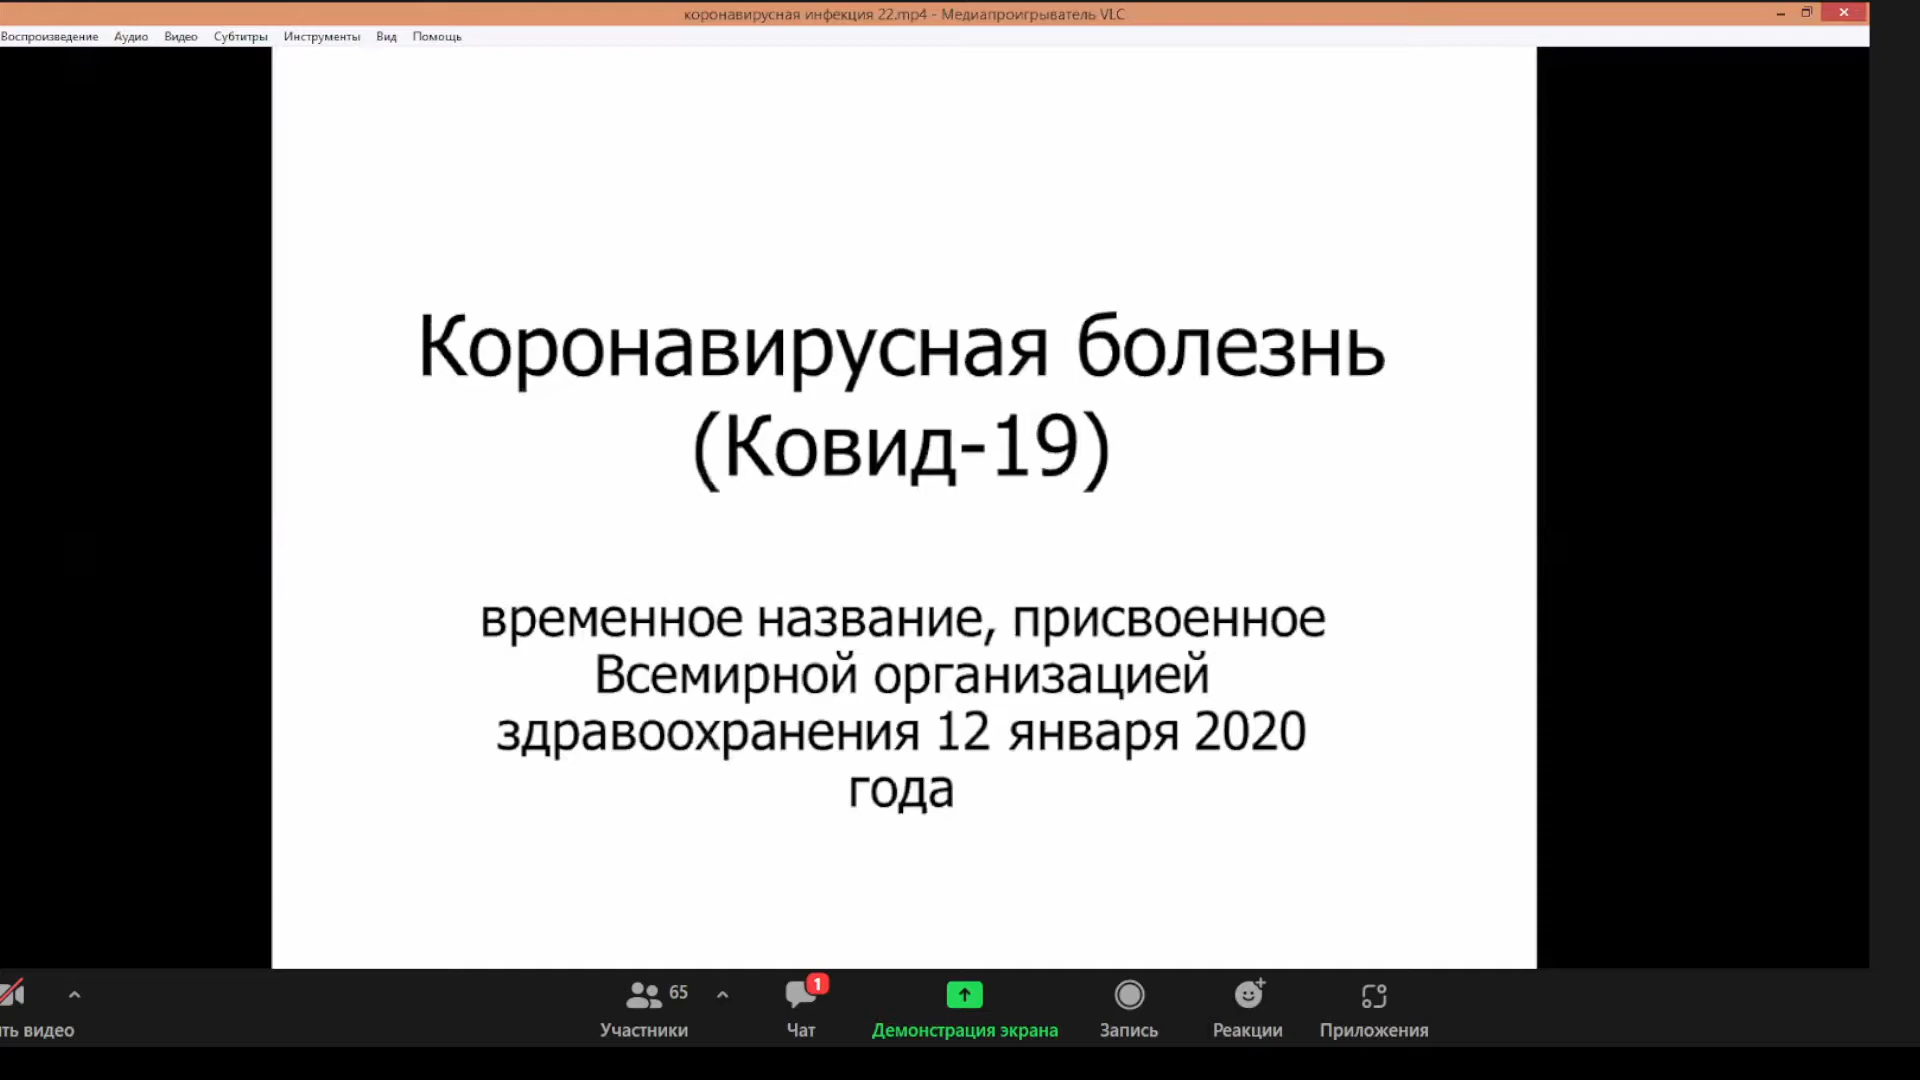 коронавирусная инфекция 22.mp4 - Медиапроигрыватель VLC
Воспроизведение Аудио Видео Субтитры Инструменты Вид Помощь
Коронавирусная болезнь
(Ковид-19)
временное название, присвоенное
Всемирной организацией
здравоохранения 12 января 2020
года
65
1
ть видео Участники Чат Демонстрация экрана Запись Реакции Приложения